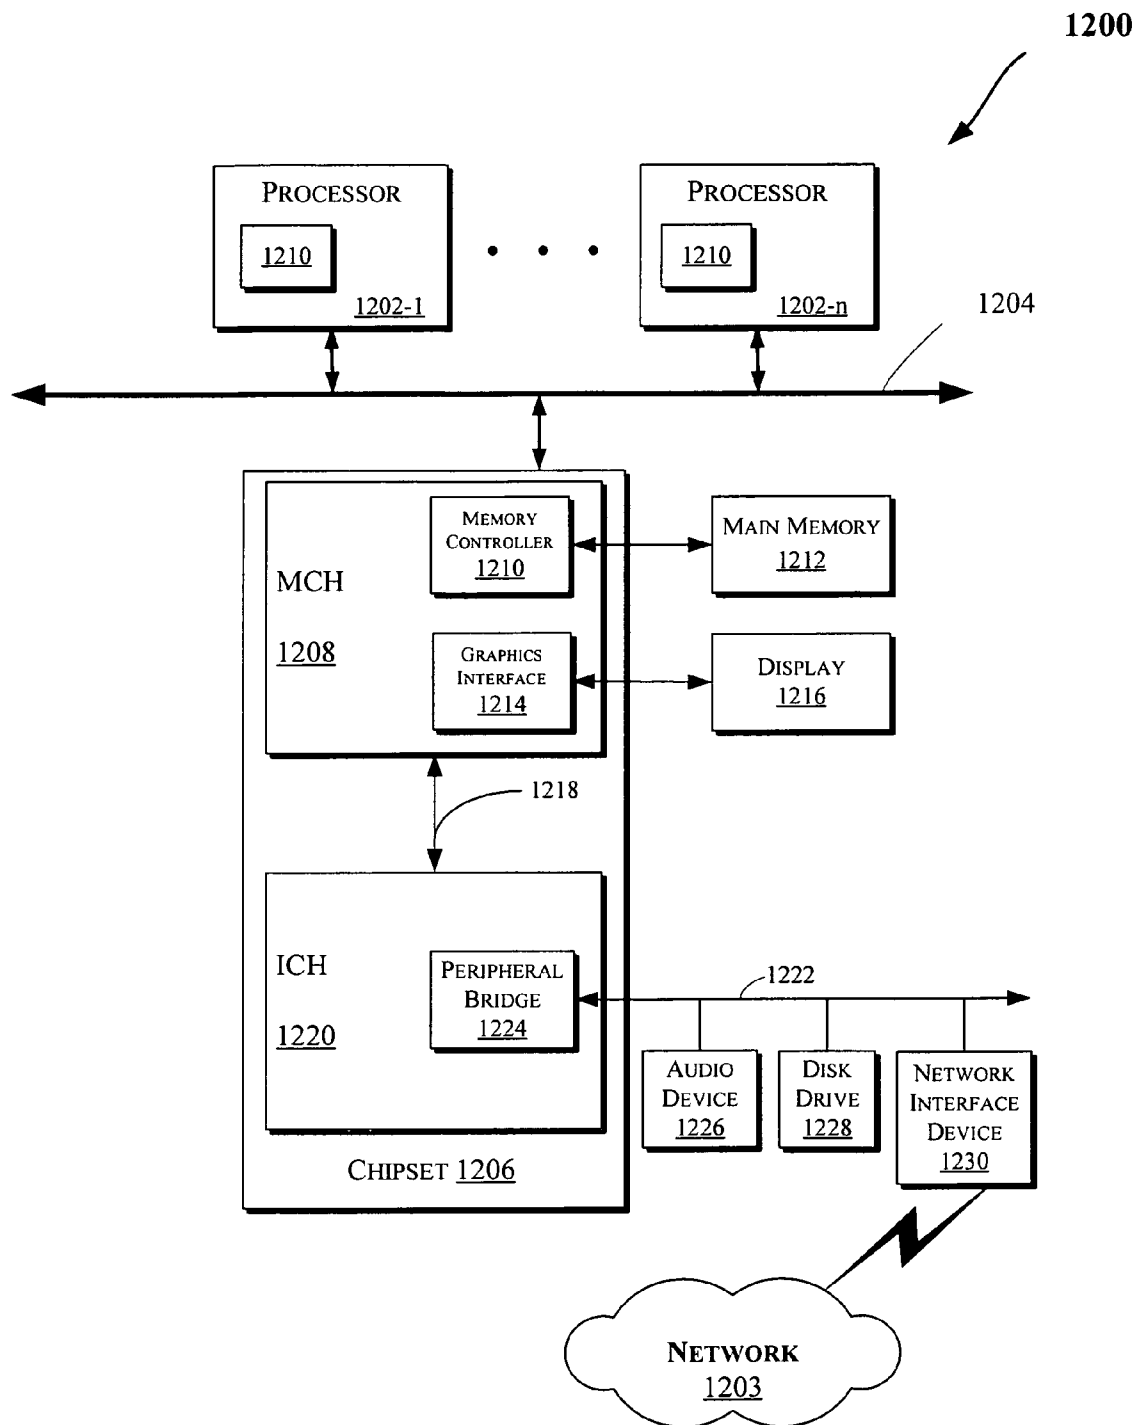 1200
PROCESSOR
1210
1202-1
PROCESSOR
1210
1202-n
1204
MCH
1208
MEMORY
CONTROLLER
1210
MAIN MEMORY
1212
GRAPHICS
INTERFACE
1214
DISPLAY
1216
1218
ICH
1220
PERIPHERAL
BRIDGE
1224
1222
AUDIO
DEVICE
1226
DISK
DRIVE
1228
NETWORK
INTERFACE
DEVICE
1230
CHIPSET 1206
NETWORK
1203